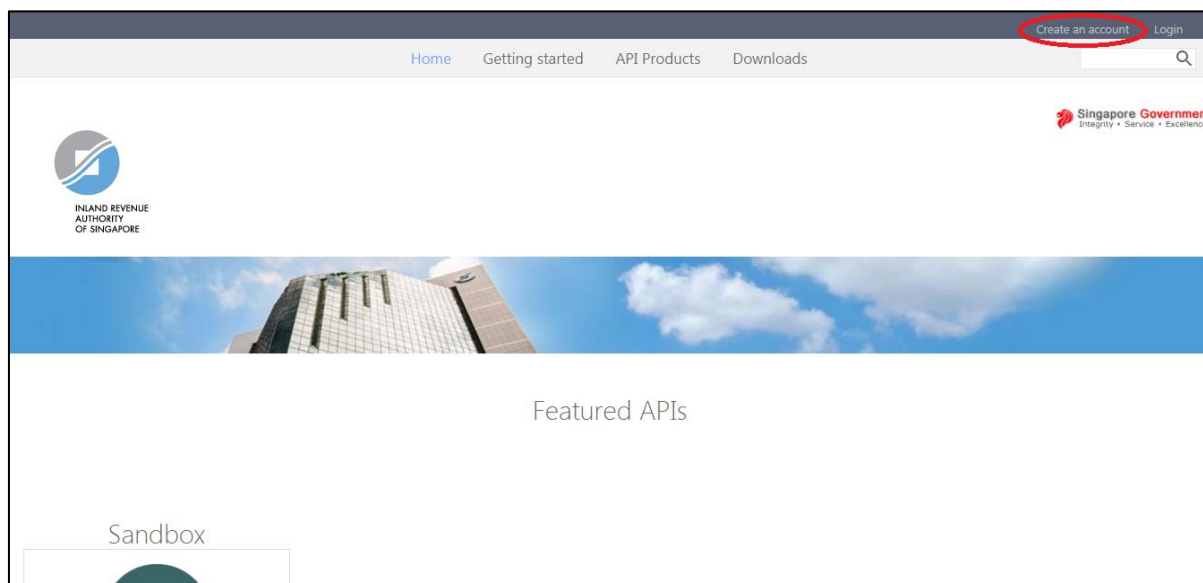 Create an account Login
Home Getting started API Products Downloads
Singapore Governmen
Integrity • Service • Excellence
INLAND REVENUE
AUTHORITY
OF SINGAPORE
Featured APIs
Sandbox